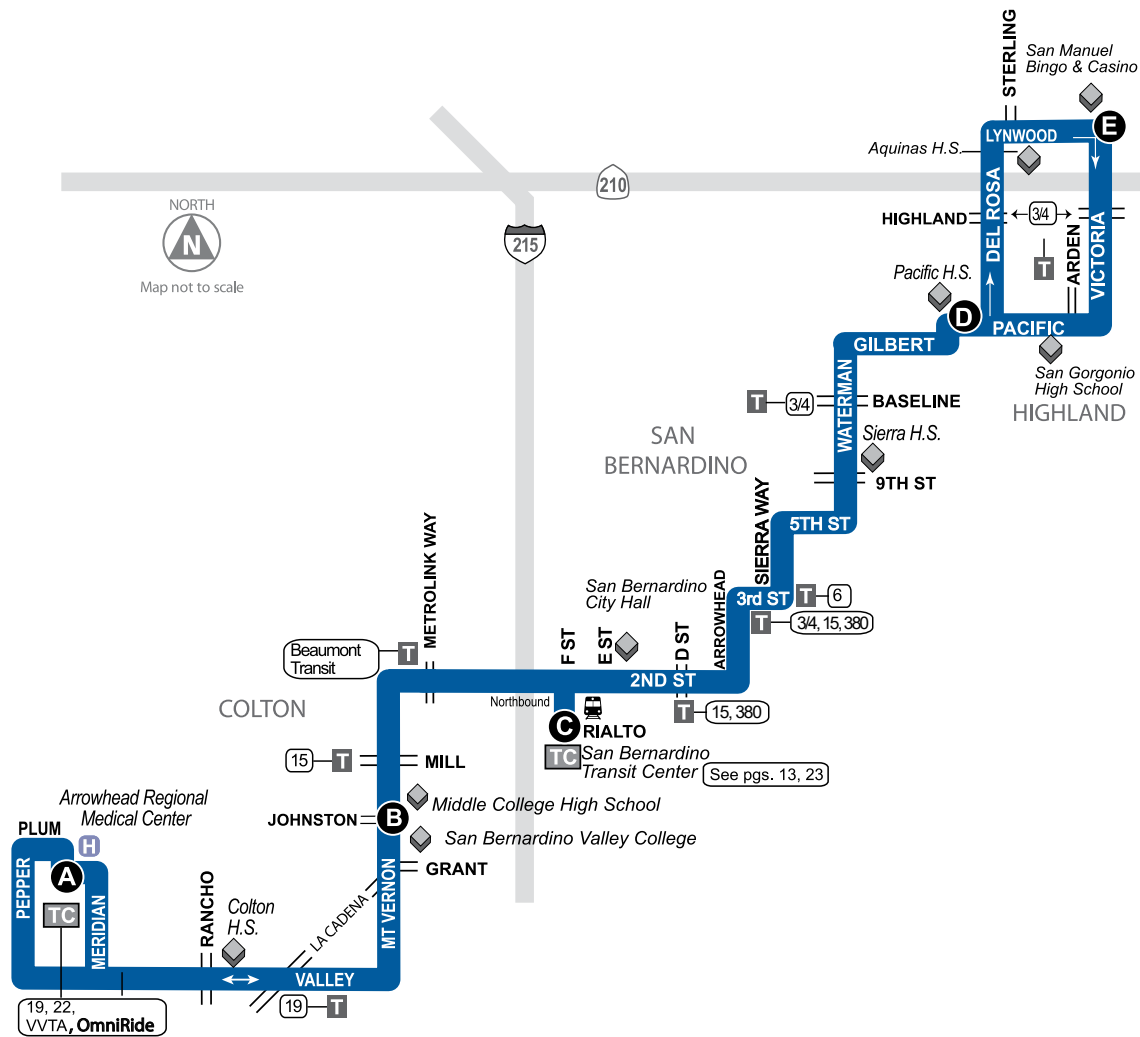 STERLING
San Manuel
Bingo & Casino
E
LYNWOOD
Aquinas H.S.
210
NORTH
N
Map not to scale
215
HIGHLAND
3/4
DEL ROSA
T
ARDEN
VICTORIA
Pacific H.S.
D
PACIFIC
GILBERT
San Gorgonio
High School
HIGHLAND
T
3/4
BASELINE
WATERMAN
Sierra H.S.
SAN
BERNARDINO
9TH ST
5TH ST
SIERRA WAY
METROLINK WAY
San Bernardino
City Hall
ARROWHEAD
3rd ST
T
6
T
3/4, 15, 380
Beaumont
Transit
T
F ST
E ST
D ST
2ND ST
Northbound
COLTON
C
RIALTO
T
15, 380
TC
San Bernardino
Transit Center
See pgs. 13, 23
15
T
MILL
Arrowhead Regional
Medical Center
Middle College High School
JOHNSTON
B
San Bernardino Valley College
PLUM
H
A
GRANT
PEPPER
TC
MERIDIAN
RANCHO
Colton
H.S.
LA CADENA
MT VERNON
VALLEY
19
T
19, 22,
VVTA, OmniRide